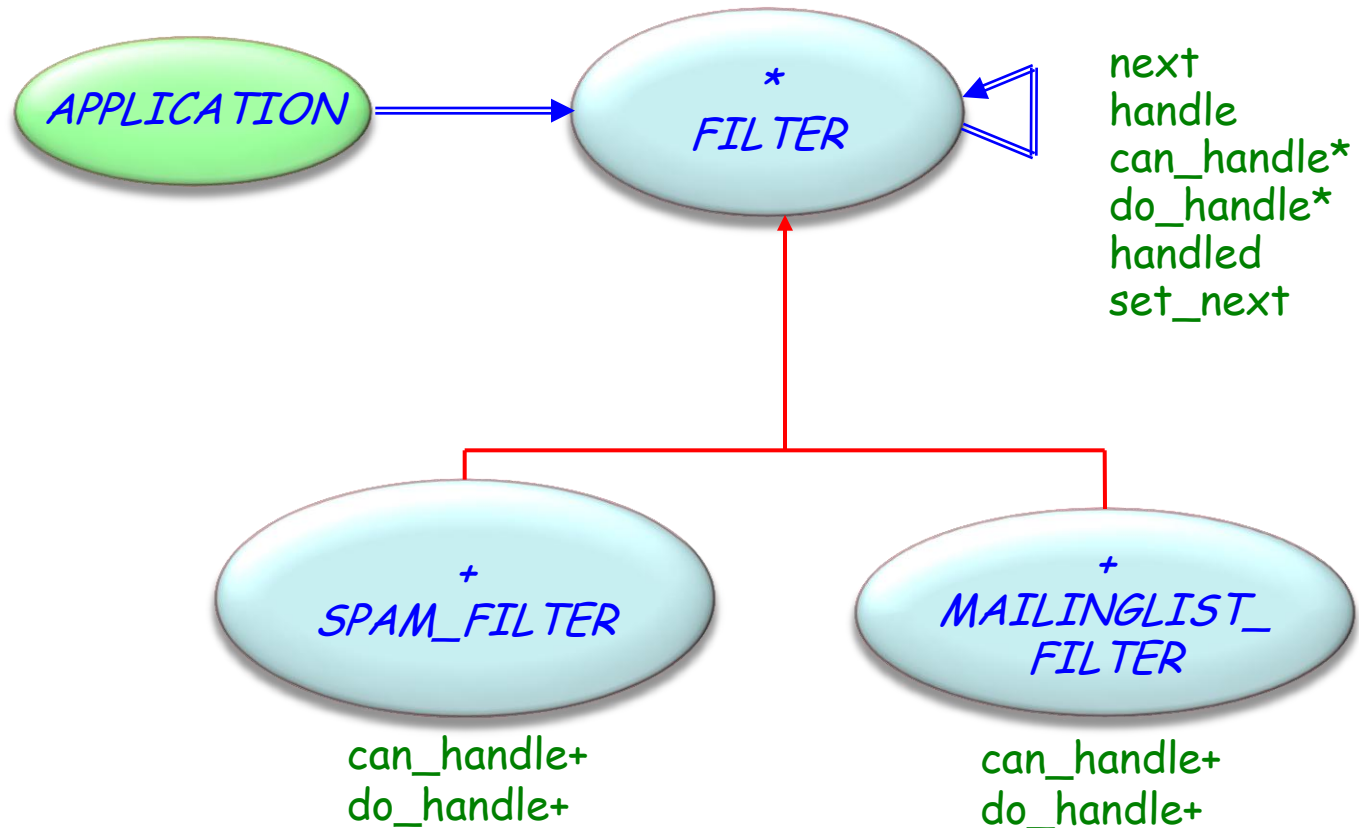 APPLICATION
*
FILTER
next
handle
can_handle*
do_handle*
handled
set_next
+
SPAM_FILTER
can_handle+
do_handle+
+
MAILINGLIST_
FILTER
can_handle+
do_handle+